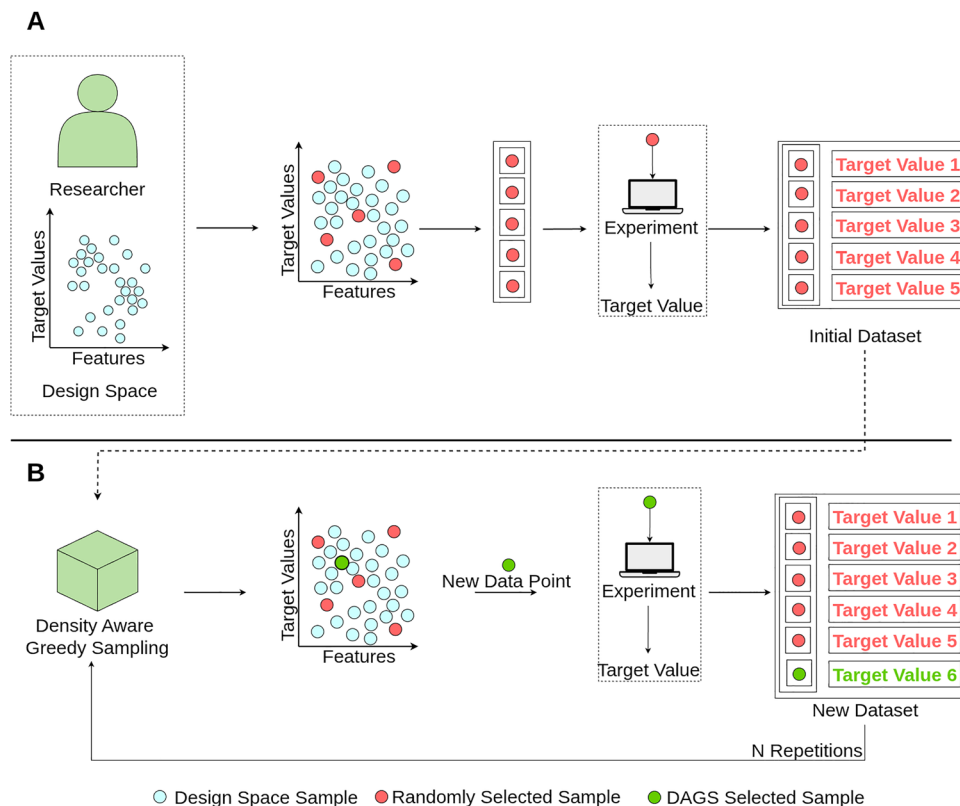 A
Researcher
Target Values
Features
Design Space
Target Values
Features
Experiment
Target Value
Target Value 1
Target Value 2
Target Value 3
Target Value 4
Target Value 5
Initial Dataset
B
Density Aware
Greedy Sampling
Target Values
Features
New Data Point
Experiment
Target Value
Target Value 1
Target Value 2
Target Value 3
Target Value 4
Target Value 5
Target Value 6
New Dataset
N Repetitions
Design Space Sample
Randomly Selected Sample
DAGS Selected Sample